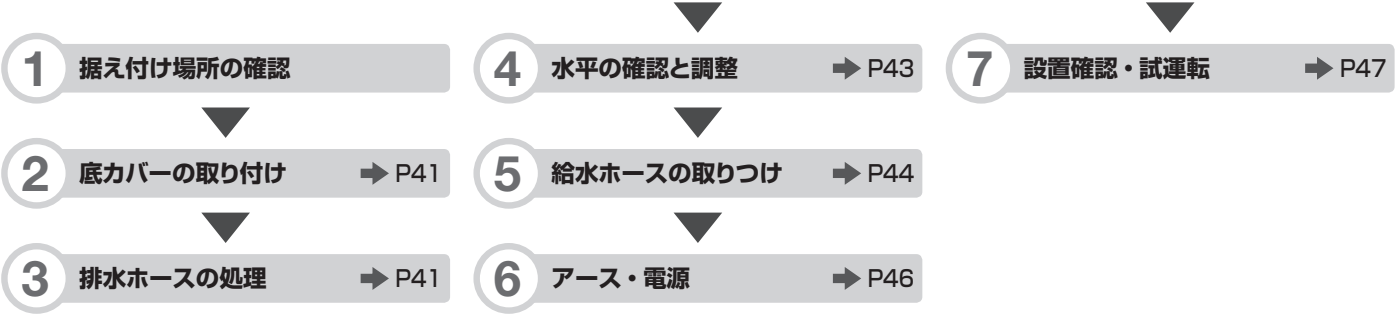 1 据え付け場所の確認
2 底カバーの取り付け ➡ P41
3 排水ホースの処理 ➡ P41
4 水平の確認と調整 ➡ P43
5 給水ホースの取りつけ ➡ P44
6 アース・電源 ➡ P46
7 設置確認・試運転 ➡ P47